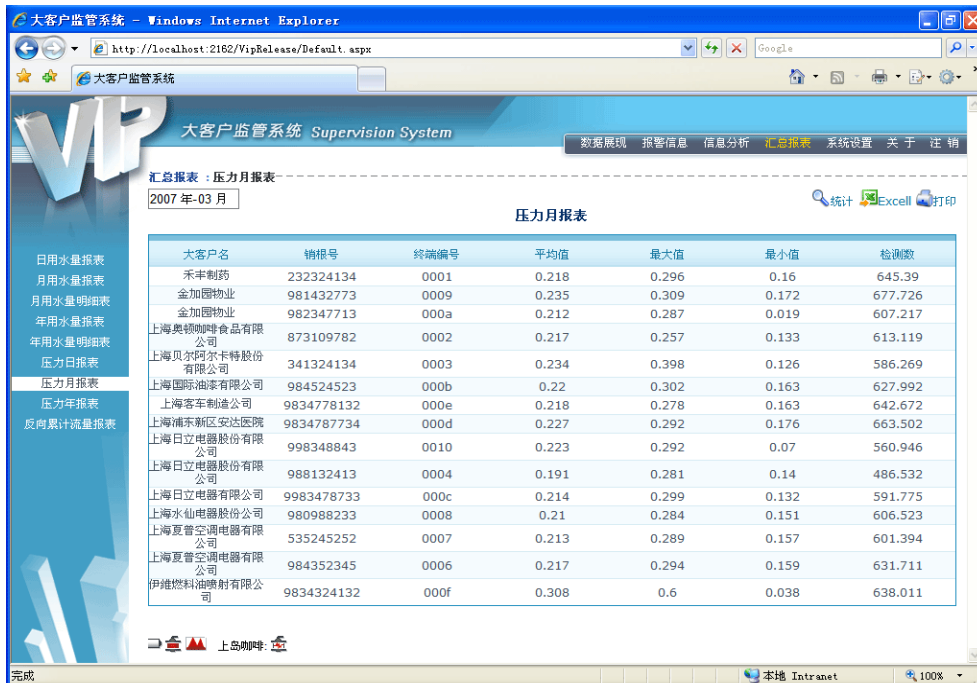 大客户监管系统 - Windows Internet Explorer
http://localhost:2162/VipRelease/Default.aspx
Google
大客户监管系统
VIP
大客户监管系统 Supervision System
数据展现 报警信息 信息分析 汇总报表 系统设置 关于 注销
汇总报表 : 压力月报表
2007 年-03 月
统计 Excell 打印
压力月报表
日用水量报表
月用水量报表
月用水量明细表
年用水量报表
年用水量明细表
压力日报表
压力月报表
压力年报表
反向累计流量报表
大客户名 销根号 终端编号 平均值 最大值 最小值 检测数
禾丰制药 232324134 0001 0.218 0.296 0.16 645.39
金加园物业 981432773 0009 0.235 0.309 0.172 677.726
金加园物业 982347713 000a 0.212 0.287 0.019 607.217
上海奥顿咖啡食品有限
公司 873109782 0002 0.217 0.257 0.133 613.119
上海贝尔阿尔卡特股份
有限公司 341324134 0003 0.234 0.398 0.126 586.269
上海国际油漆有限公司 984524523 000b 0.22 0.302 0.163 627.992
上海客车制造公司 9834778132 000e 0.218 0.278 0.163 642.672
上海浦东新区安达医院 9834787734 000d 0.227 0.292 0.176 663.502
上海日立电器股份有限
公司 998348843 0010 0.223 0.292 0.07 560.946
上海日立电器股份有限
公司 988132413 0004 0.191 0.281 0.14 486.532
上海日立电器有限公司 9983478733 000c 0.214 0.299 0.132 591.775
上海水仙电器股份公司 980988233 0008 0.21 0.284 0.151 606.523
上海夏普空调电器有限
公司 535245252 0007 0.213 0.289 0.157 601.394
上海夏普空调电器有限
公司 984352345 0006 0.217 0.294 0.159 631.711
伊维燃料油喷射有限公
司 9834324132 000f 0.308 0.6 0.038 638.011
上岛咖啡:
完成
本地 Intranet
100%